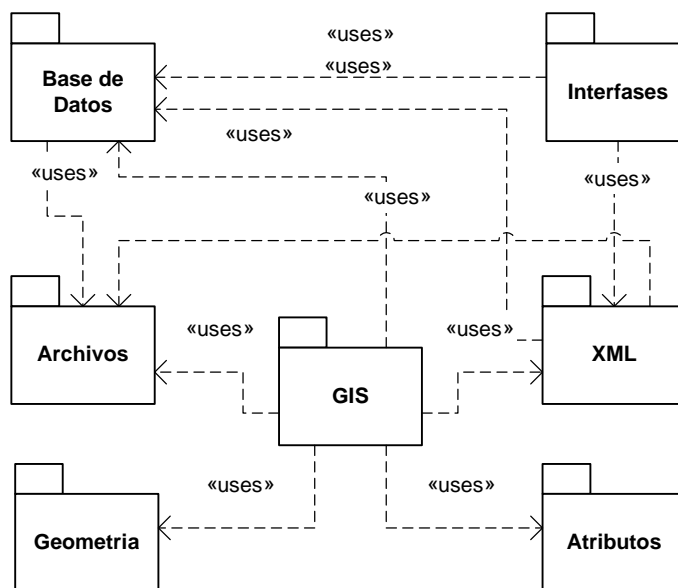 «uses»
«uses»
Base de
Datos
Interfases
«uses»
«uses»
«uses»
«uses»
«uses»
«uses»
Archivos
XML
GIS
«uses»
«uses»
Geometria
Atributos